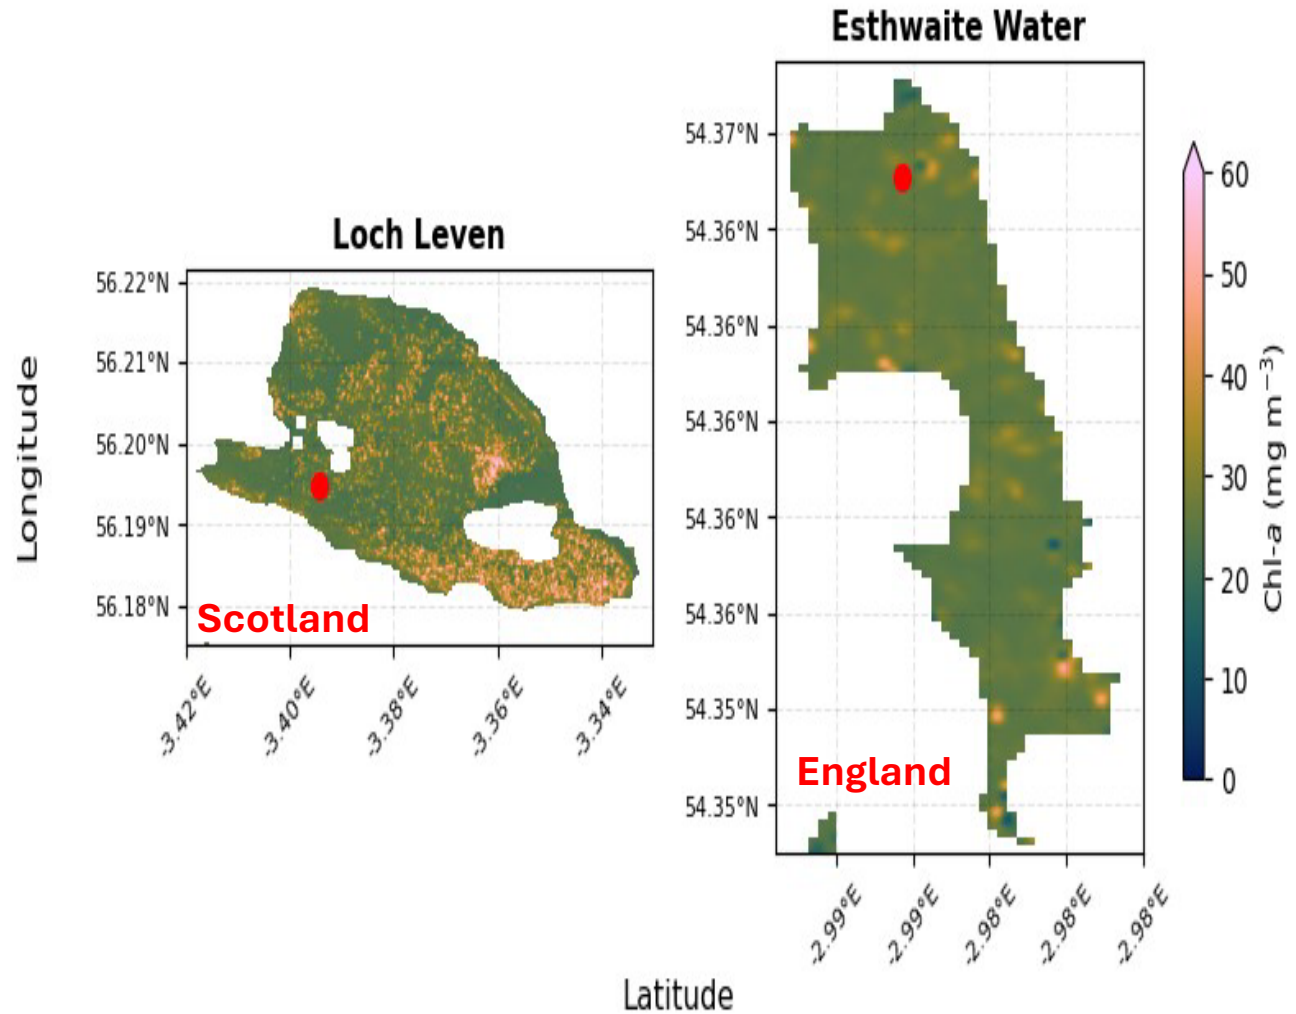 Esthwaite Water
Loch Leven
Longitude
56.22°N
56.21°N
56.20°N
56.19°N
56.18°N
Scotland
-3.42°E
-3.40°E
-3.38°E
-3.36°E
-3.34°E
54.37°N
54.36°N
54.36°N
54.36°N
54.36°N
54.36°N
54.35°N
54.35°N
England
-2.99°E
-2.99°E
-2.98°E
-2.98°E
-2.98°E
60
50
40
30
20
10
0
Chl-a (mg m⁻³)
Latitude